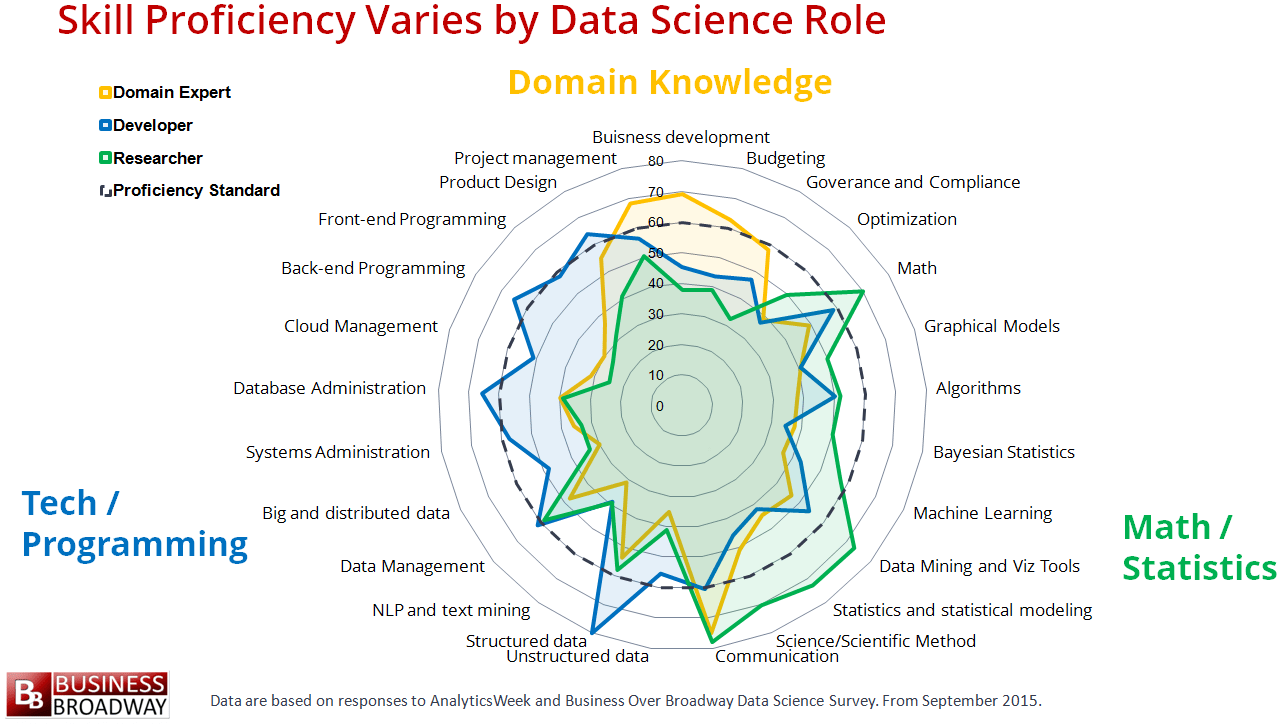 Skill Proficiency Varies by Data Science Role
Domain Knowledge
Domain Expert
Developer
Researcher
Proficiency Standard
Buisness development
Budgeting
Goverance and Compliance
Optimization
Math
Graphical Models
Algorithms
Bayesian Statistics
Machine Learning
Data Mining and Viz Tools
Statistics and statistical modeling
Science/Scientific Method
Communication
Unstructured data
Structured data
NLP and text mining
Data Management
Big and distributed data
Systems Administration
Database Administration
Cloud Management
Back-end Programming
Front-end Programming
Product Design
Project management
80
70
60
50
40
30
20
10
0
Tech /
Programming
Math /
Statistics
BB
BUSINESS
BROADWAY
Data are based on responses to AnalyticsWeek and Business Over Broadway Data Science Survey. From September 2015.